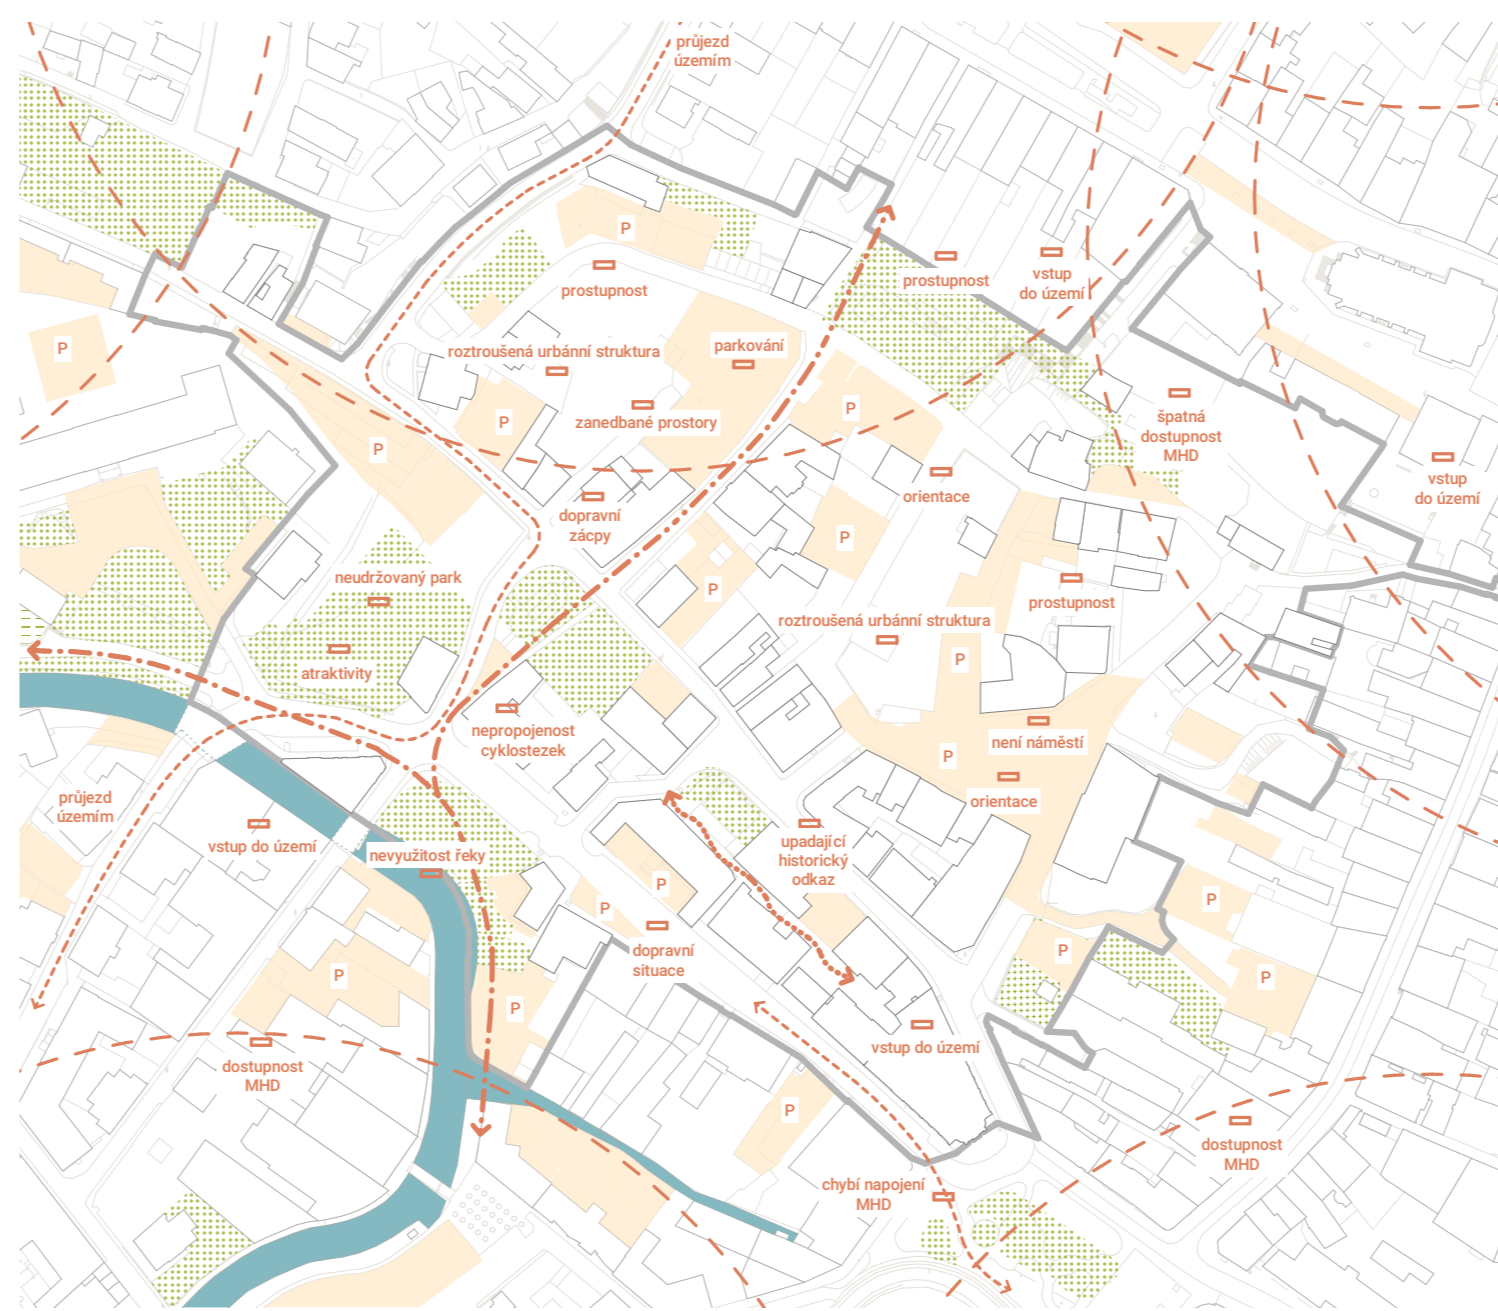 průjezd
územím
P
prostupnost
prostupnost
vstup
do území
P
roztroušená urbánní struktura
parkování
zanedbané prostory
P
P
P
špatná
dostupnost
MHD
orientace
vstup
do území
dopravní
zácpy
P
neudržovaný park
P
prostupnost
roztroušená urbánní struktura
P
atraktivity
nepropojenost
cyklostezek
není náměstí
P
orientace
průjezd
územím
vstup do území
nevyužitost řeky
upadající
historický
odkaz
P
P
P
dopravní
situace
P
P
P
P
vstup do území
dostupnost
MHD
P
dostupnost
MHD
chybí napojení
MHD